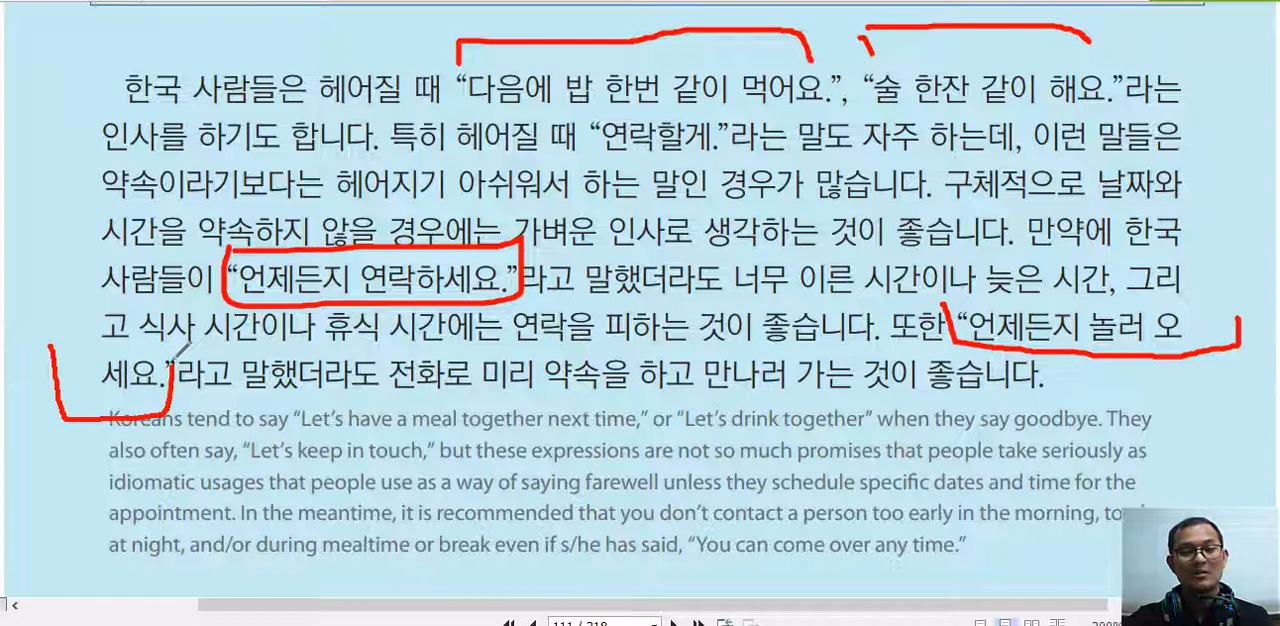 한국 사람들은 헤어질 때 “다음에 밥 한번 같이 먹어요.”, “술 한잔 같이 해요.”라는
인사를 하기도 합니다. 특히 헤어질 때 “연락할게.”라는 말도 자주 하는데, 이런 말들은
약속이라기보다는 헤어지기 아쉬워서 하는 말인 경우가 많습니다. 구체적으로 날짜와
시간을 약속하지 않을 경우에는 가벼운 인사로 생각하는 것이 좋습니다. 만약에 한국
사람들이 “언제든지 연락하세요.”라고 말했더라도 너무 이른 시간이나 늦은 시간, 그리
고 식사 시간이나 휴식 시간에는 연락을 피하는 것이 좋습니다. 또한 “언제든지 놀러 오
세요.”라고 말했더라도 전화로 미리 약속을 하고 만나러 가는 것이 좋습니다.
Koreans tend to say “Let’s have a meal together next time,” or “Let’s drink together” when they say goodbye. They
also often say, “Let’s keep in touch,” but these expressions are not so much promises that people take seriously as
idiomatic usages that people use as a way of saying farewell unless they schedule specific dates and time for the
appointment. In the meantime, it is recommended that you don’t contact a person too early in the morning,
at night, and/or during mealtime or break even if s/he has said, “You can come over any time.”
111 / 318